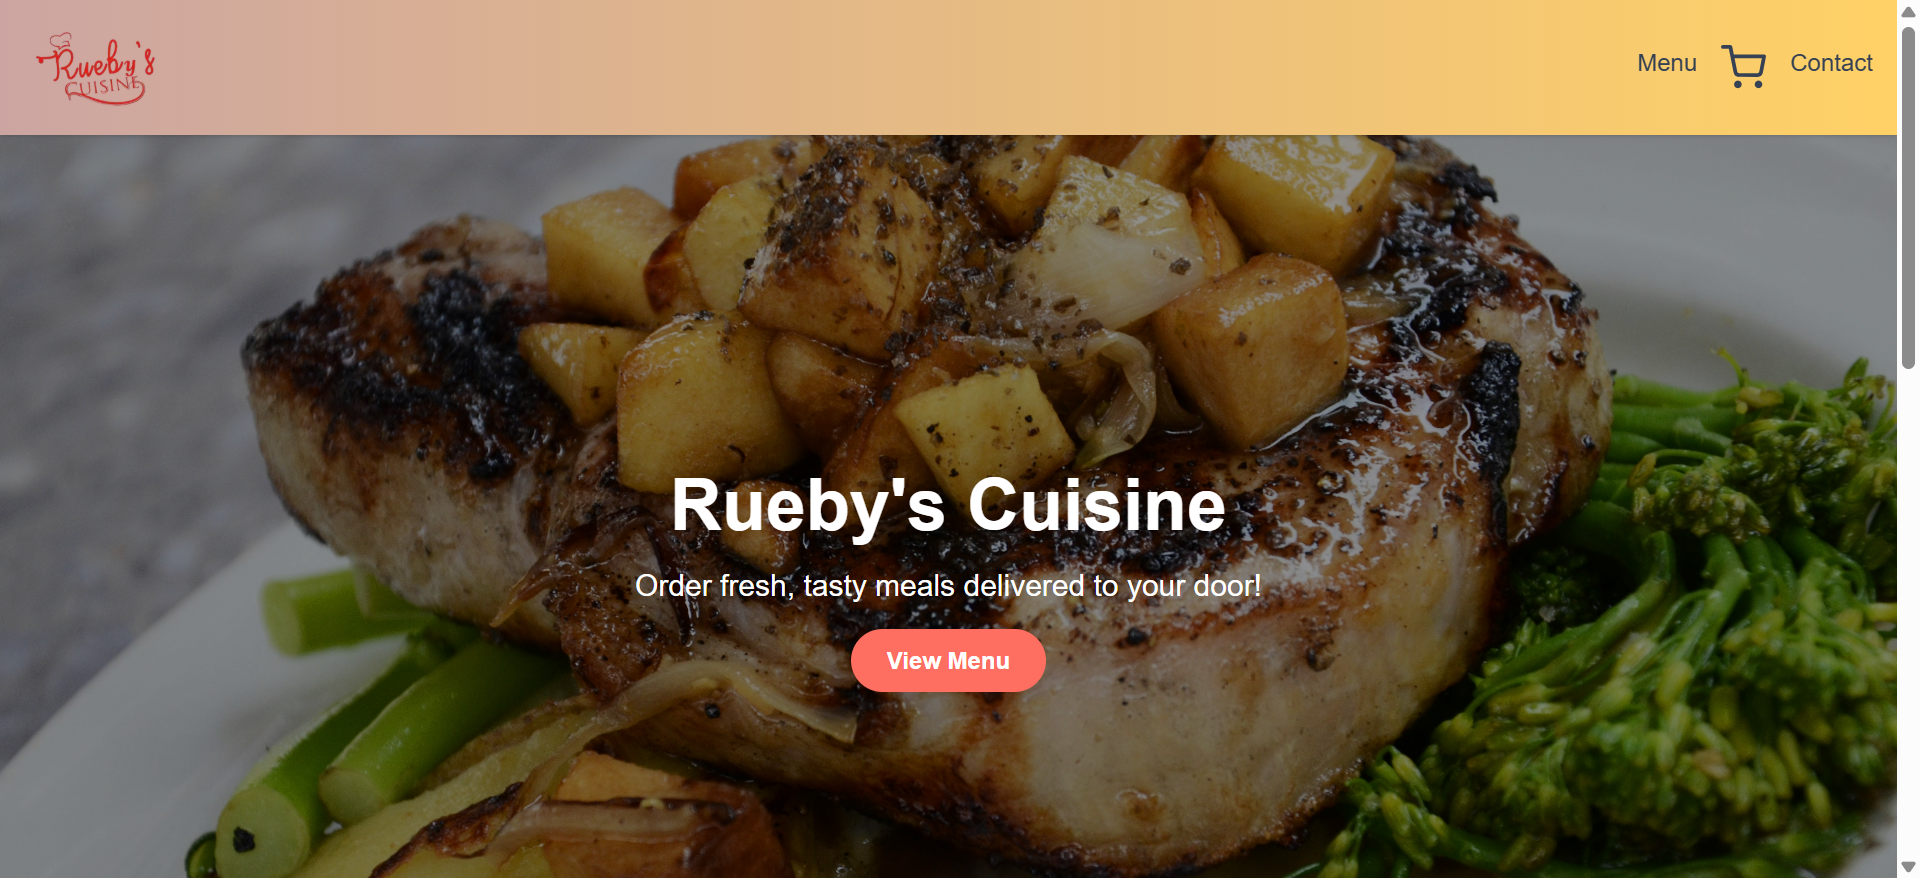 Rueby's
CUISINE
Menu
Contact
Rueby's Cuisine
Order fresh, tasty meals delivered to your door!
View Menu